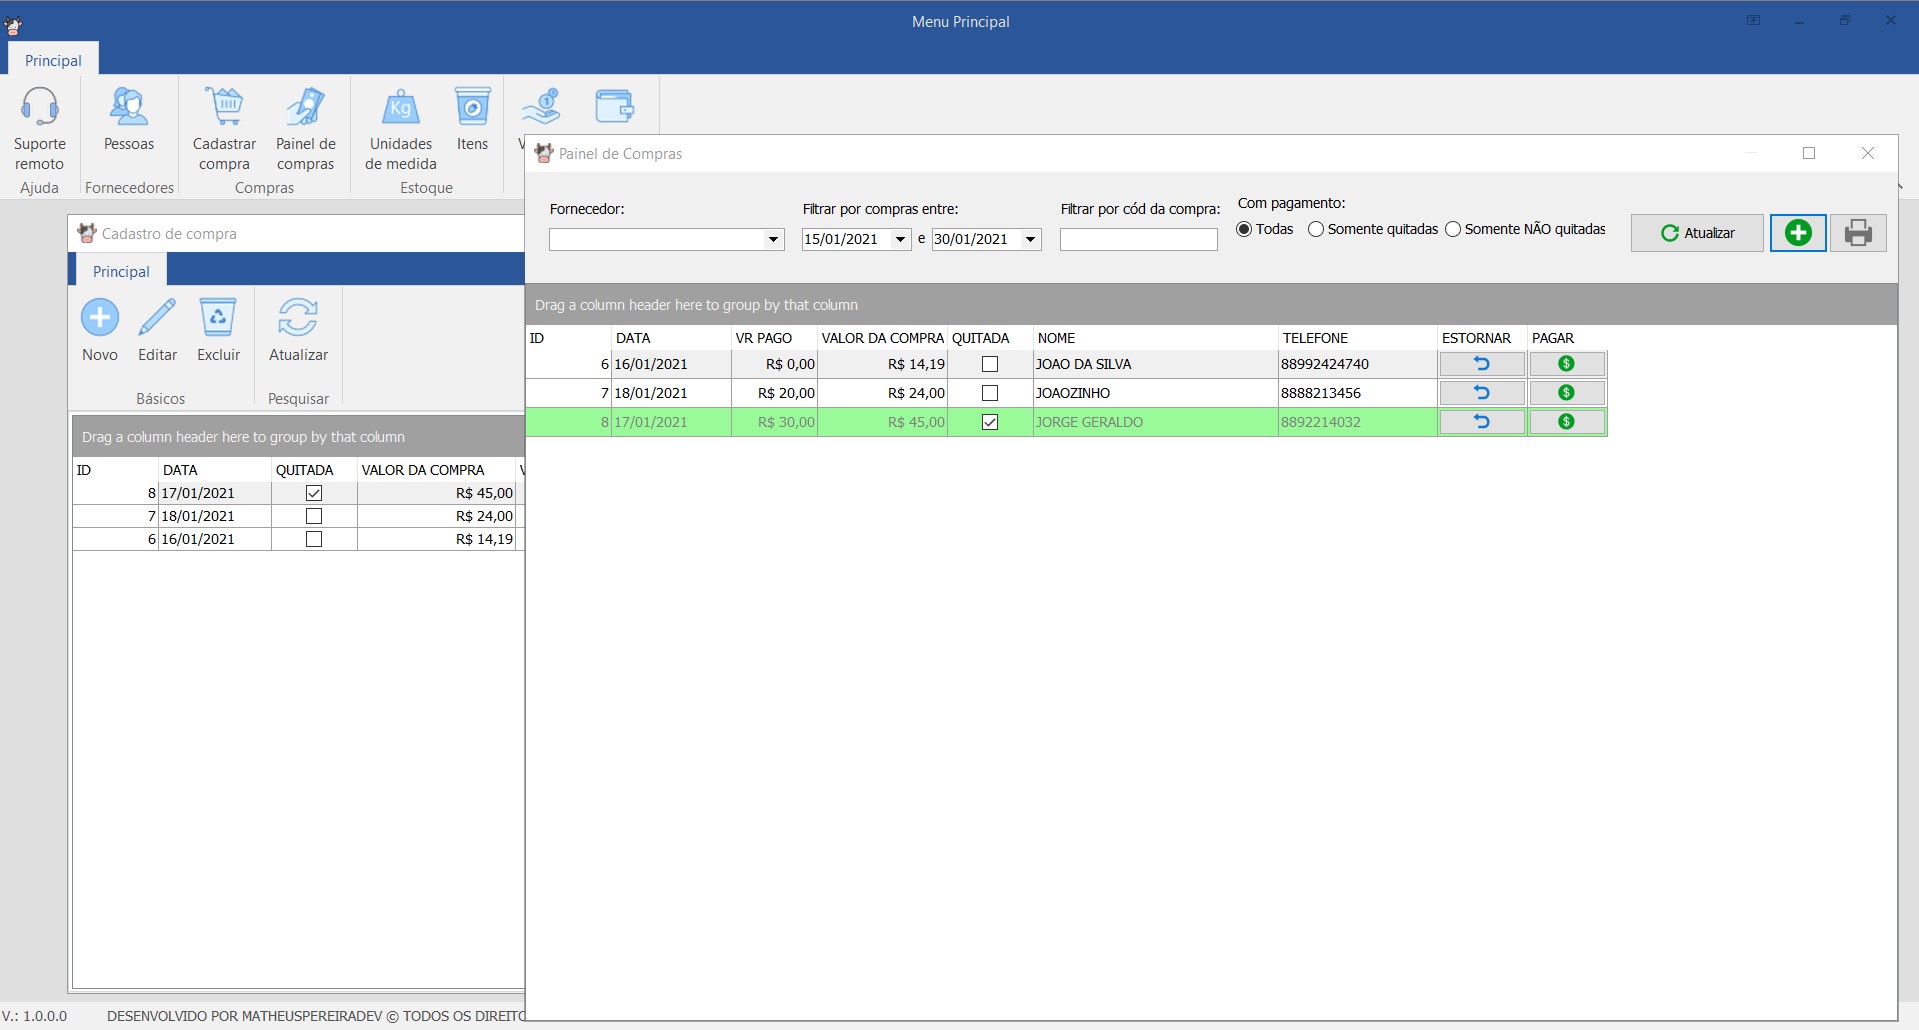 Menu Principal
Principal
Suporte remoto
Ajuda
Pessoas
Fornecedores
Cadastrar compra
Painel de compras
Compras
Kg
Unidades de medida
Itens
Estoque
Cadastro de compra
Principal
Novo
Editar
Excluir
Atualizar
Básicos
Pesquisar
Drag a column header here to group by that column
ID DATA QUITADA VALOR DA COMPRA
8 17/01/2021 R$ 45,00
7 18/01/2021 R$ 24,00
6 16/01/2021 R$ 14,19
Painel de Compras
Fornecedor:
Filtrar por compras entre:
15/01/2021 e 30/01/2021
Filtrar por cód da compra:
Com pagamento:
Todas Somente quitadas Somente NÃO quitadas
Atualizar
Drag a column header here to group by that column
ID DATA VR PAGO VALOR DA COMPRA QUITADA NOME TELEFONE ESTORNAR PAGAR
6 16/01/2021 R$ 0,00 R$ 14,19 JOAO DA SILVA 88992424740
7 18/01/2021 R$ 20,00 R$ 24,00 JOAOZINHO 8888213456
8 17/01/2021 R$ 30,00 R$ 45,00 JORGE GERALDO 8892214032
V.: 1.0.0.0 DESENVOLVIDO POR MATHEUSPEREIRADEV © TODOS OS